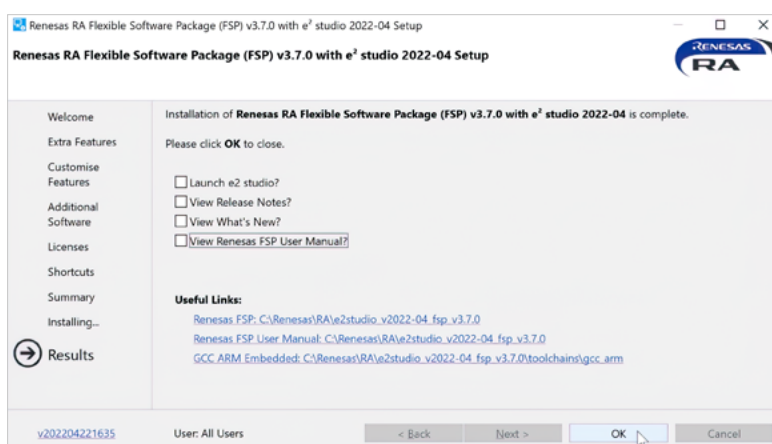 Renesas RA Flexible Software Package (FSP) v3.7.0 with e² studio 2022-04 Setup
Renesas RA Flexible Software Package (FSP) v3.7.0 with e² studio 2022-04 Setup
RENESAS
RA
Welcome
Extra Features
Customise
Features
Additional
Software
Licenses
Shortcuts
Summary
Installing...
Results
Installation of Renesas RA Flexible Software Package (FSP) v3.7.0 with e² studio 2022-04 is complete.
Please click OK to close.
Launch e2 studio?
View Release Notes?
View What's New?
View Renesas FSP User Manual?
Useful Links:
Renesas FSP: C:\Renesas\RA\e2studio_v2022-04_fsp_v3.7.0
Renesas FSP User Manual: C:\Renesas\RA\e2studio_v2022-04_fsp_v3.7.0
GCC ARM Embedded: C:\Renesas\RA\e2studio_v2022-04_fsp_v3.7.0\toolchains\gcc_arm
v202204221635
User: All Users
< Back
Next >
OK
Cancel